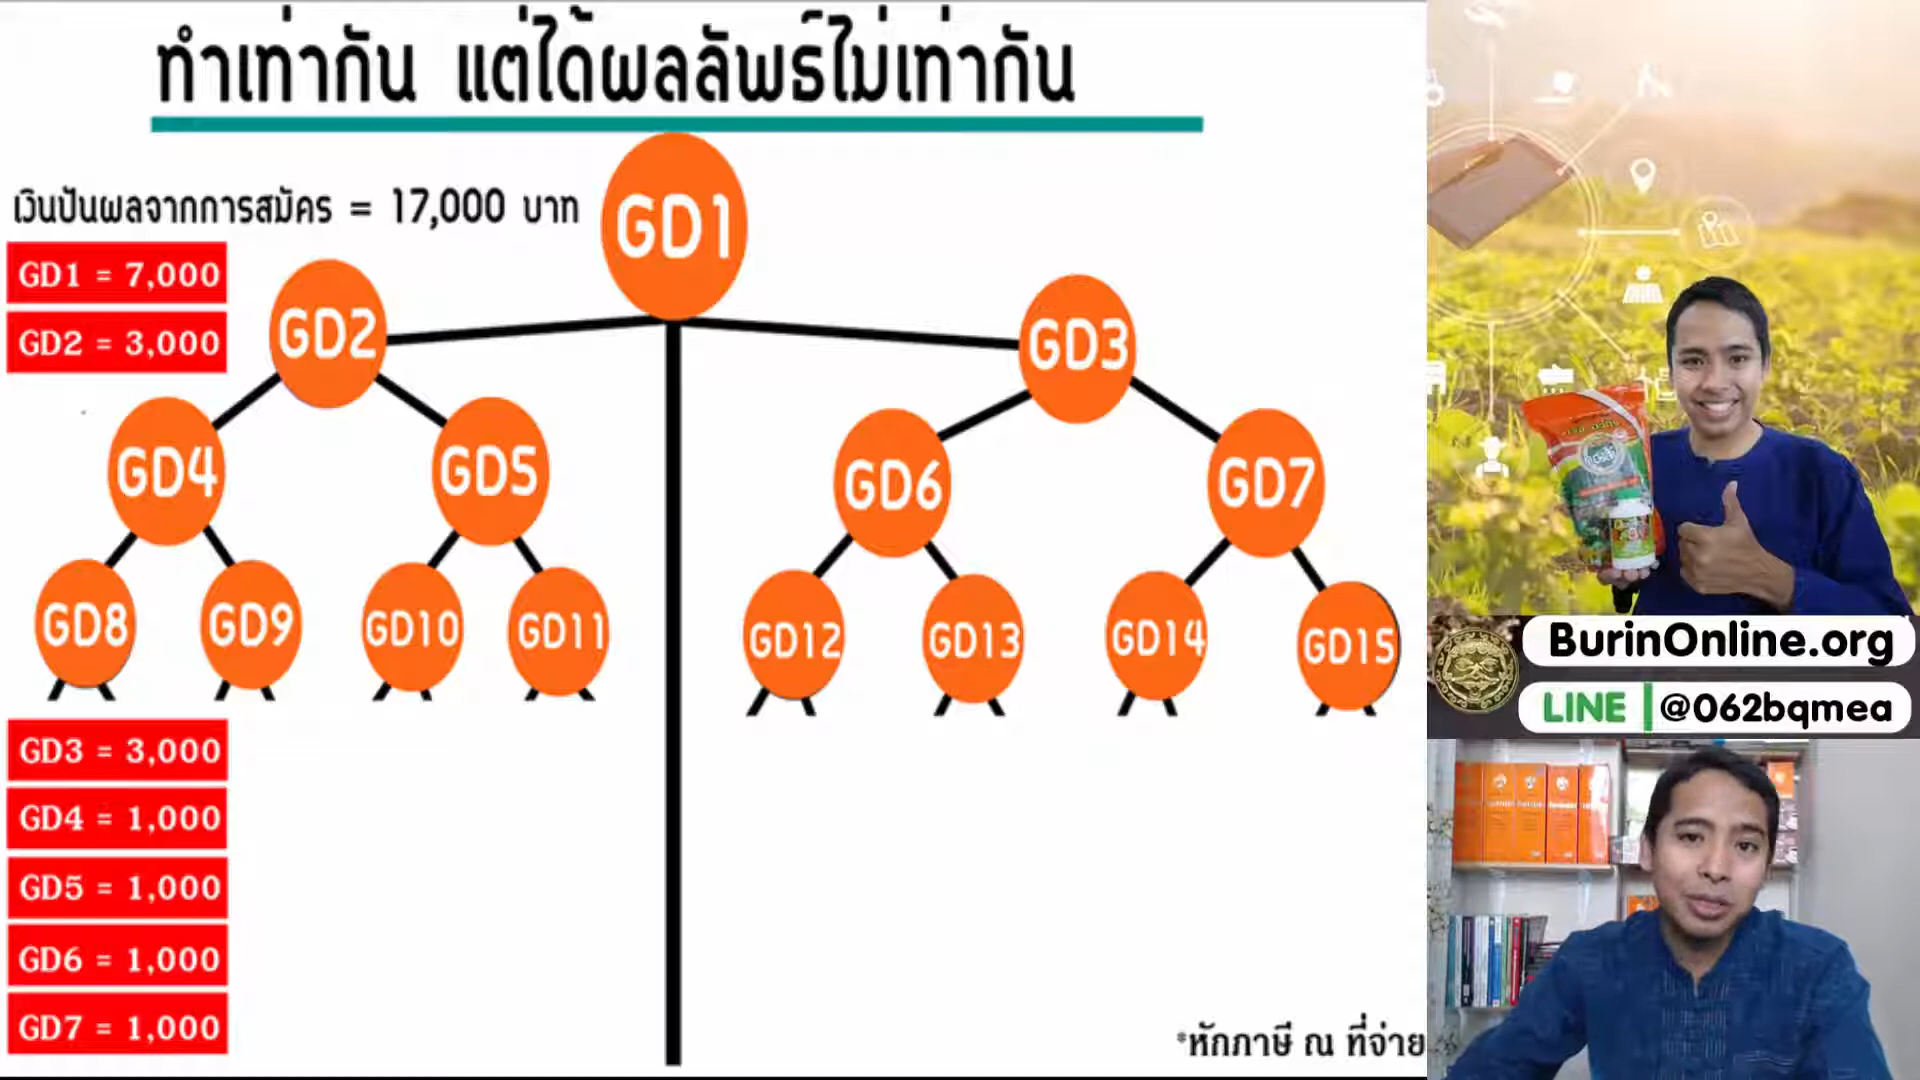 ทำเท่ากัน แต่ได้ผลลัพธ์ไม่เท่ากัน
เงินปันผลจากการสมัคร = 17,000 บาท
GD1 = 7,000
GD2 = 3,000
GD1
GD2
GD3
GD4
GD5
GD6
GD7
GD8
GD9
GD10
GD11
GD12
GD13
GD14
GD15
GD3 = 3,000
GD4 = 1,000
GD5 = 1,000
GD6 = 1,000
GD7 = 1,000
*หักภาษี ณ ที่จ่าย
BurinOnline.org
LINE @062bqmea